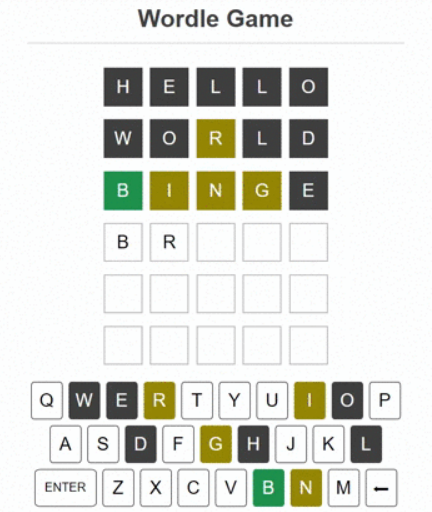 Wordle Game
H E L L O
W O R L D
B I N G E
B R
Q W E R T Y U I O P
A S D F G H J K L
ENTER Z X C V B N M ←